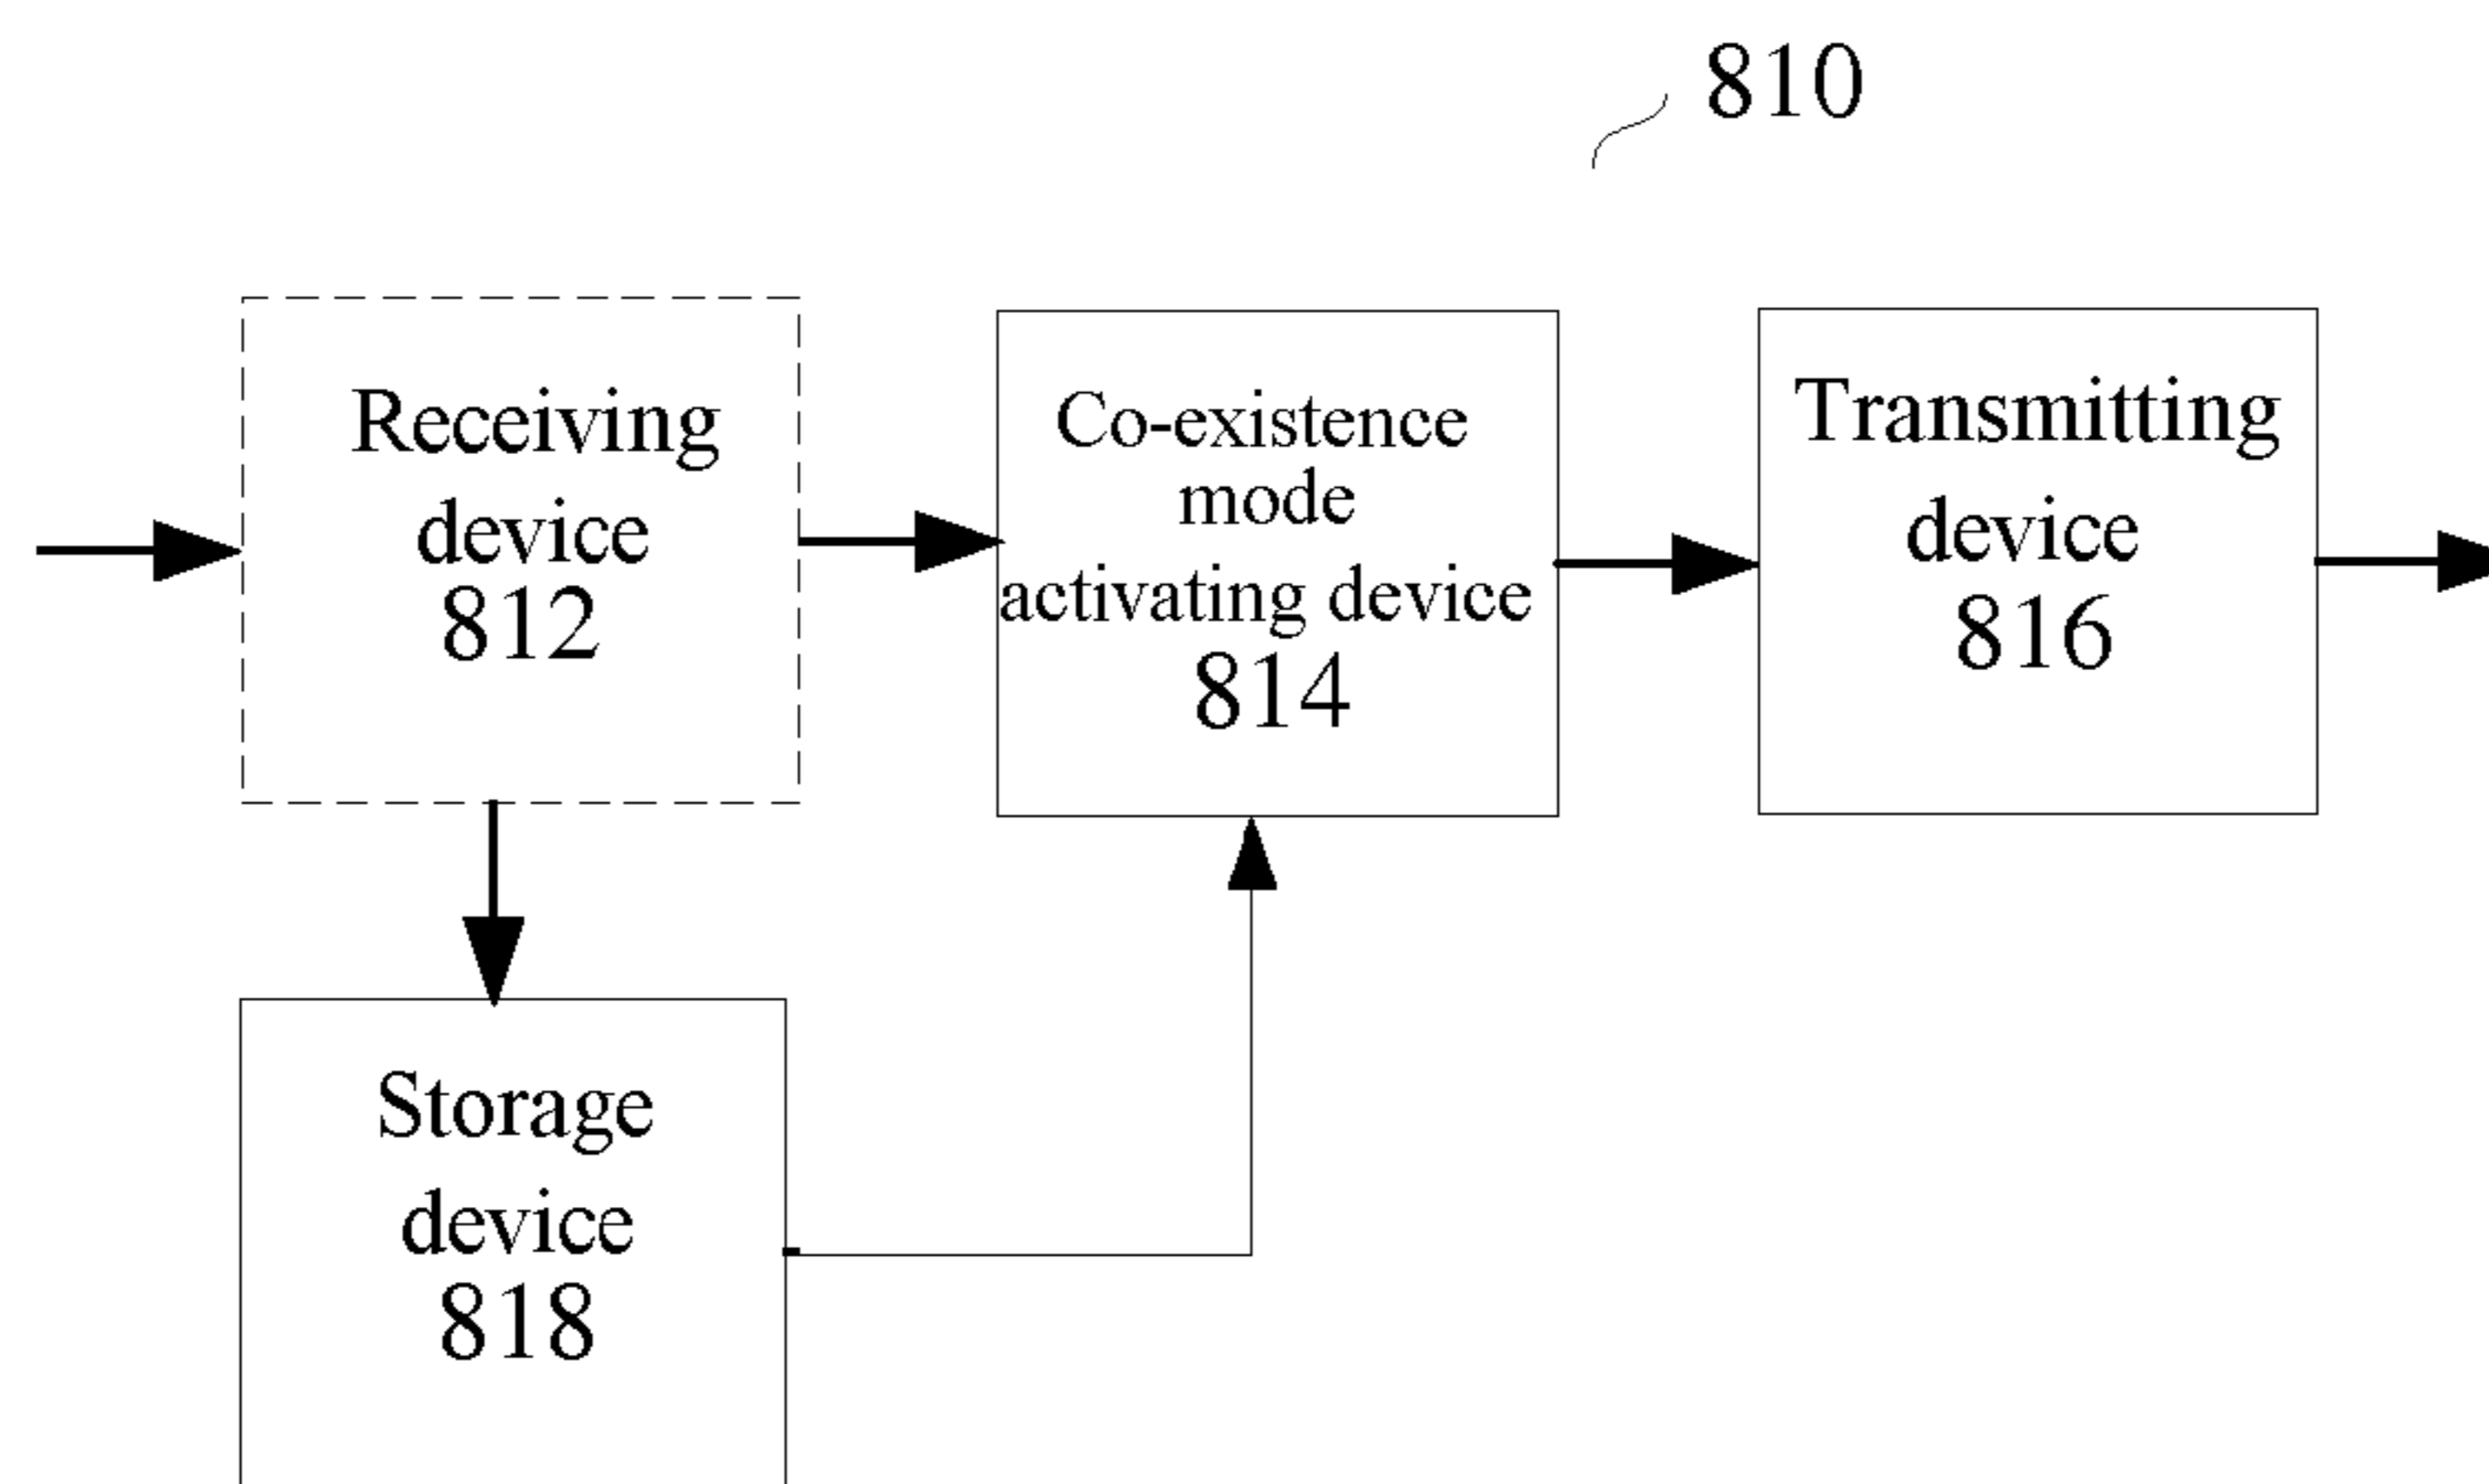 810
Receiving
device
812
Co-existence
mode
activating device
814
Transmitting
device
816
Storage
device
818